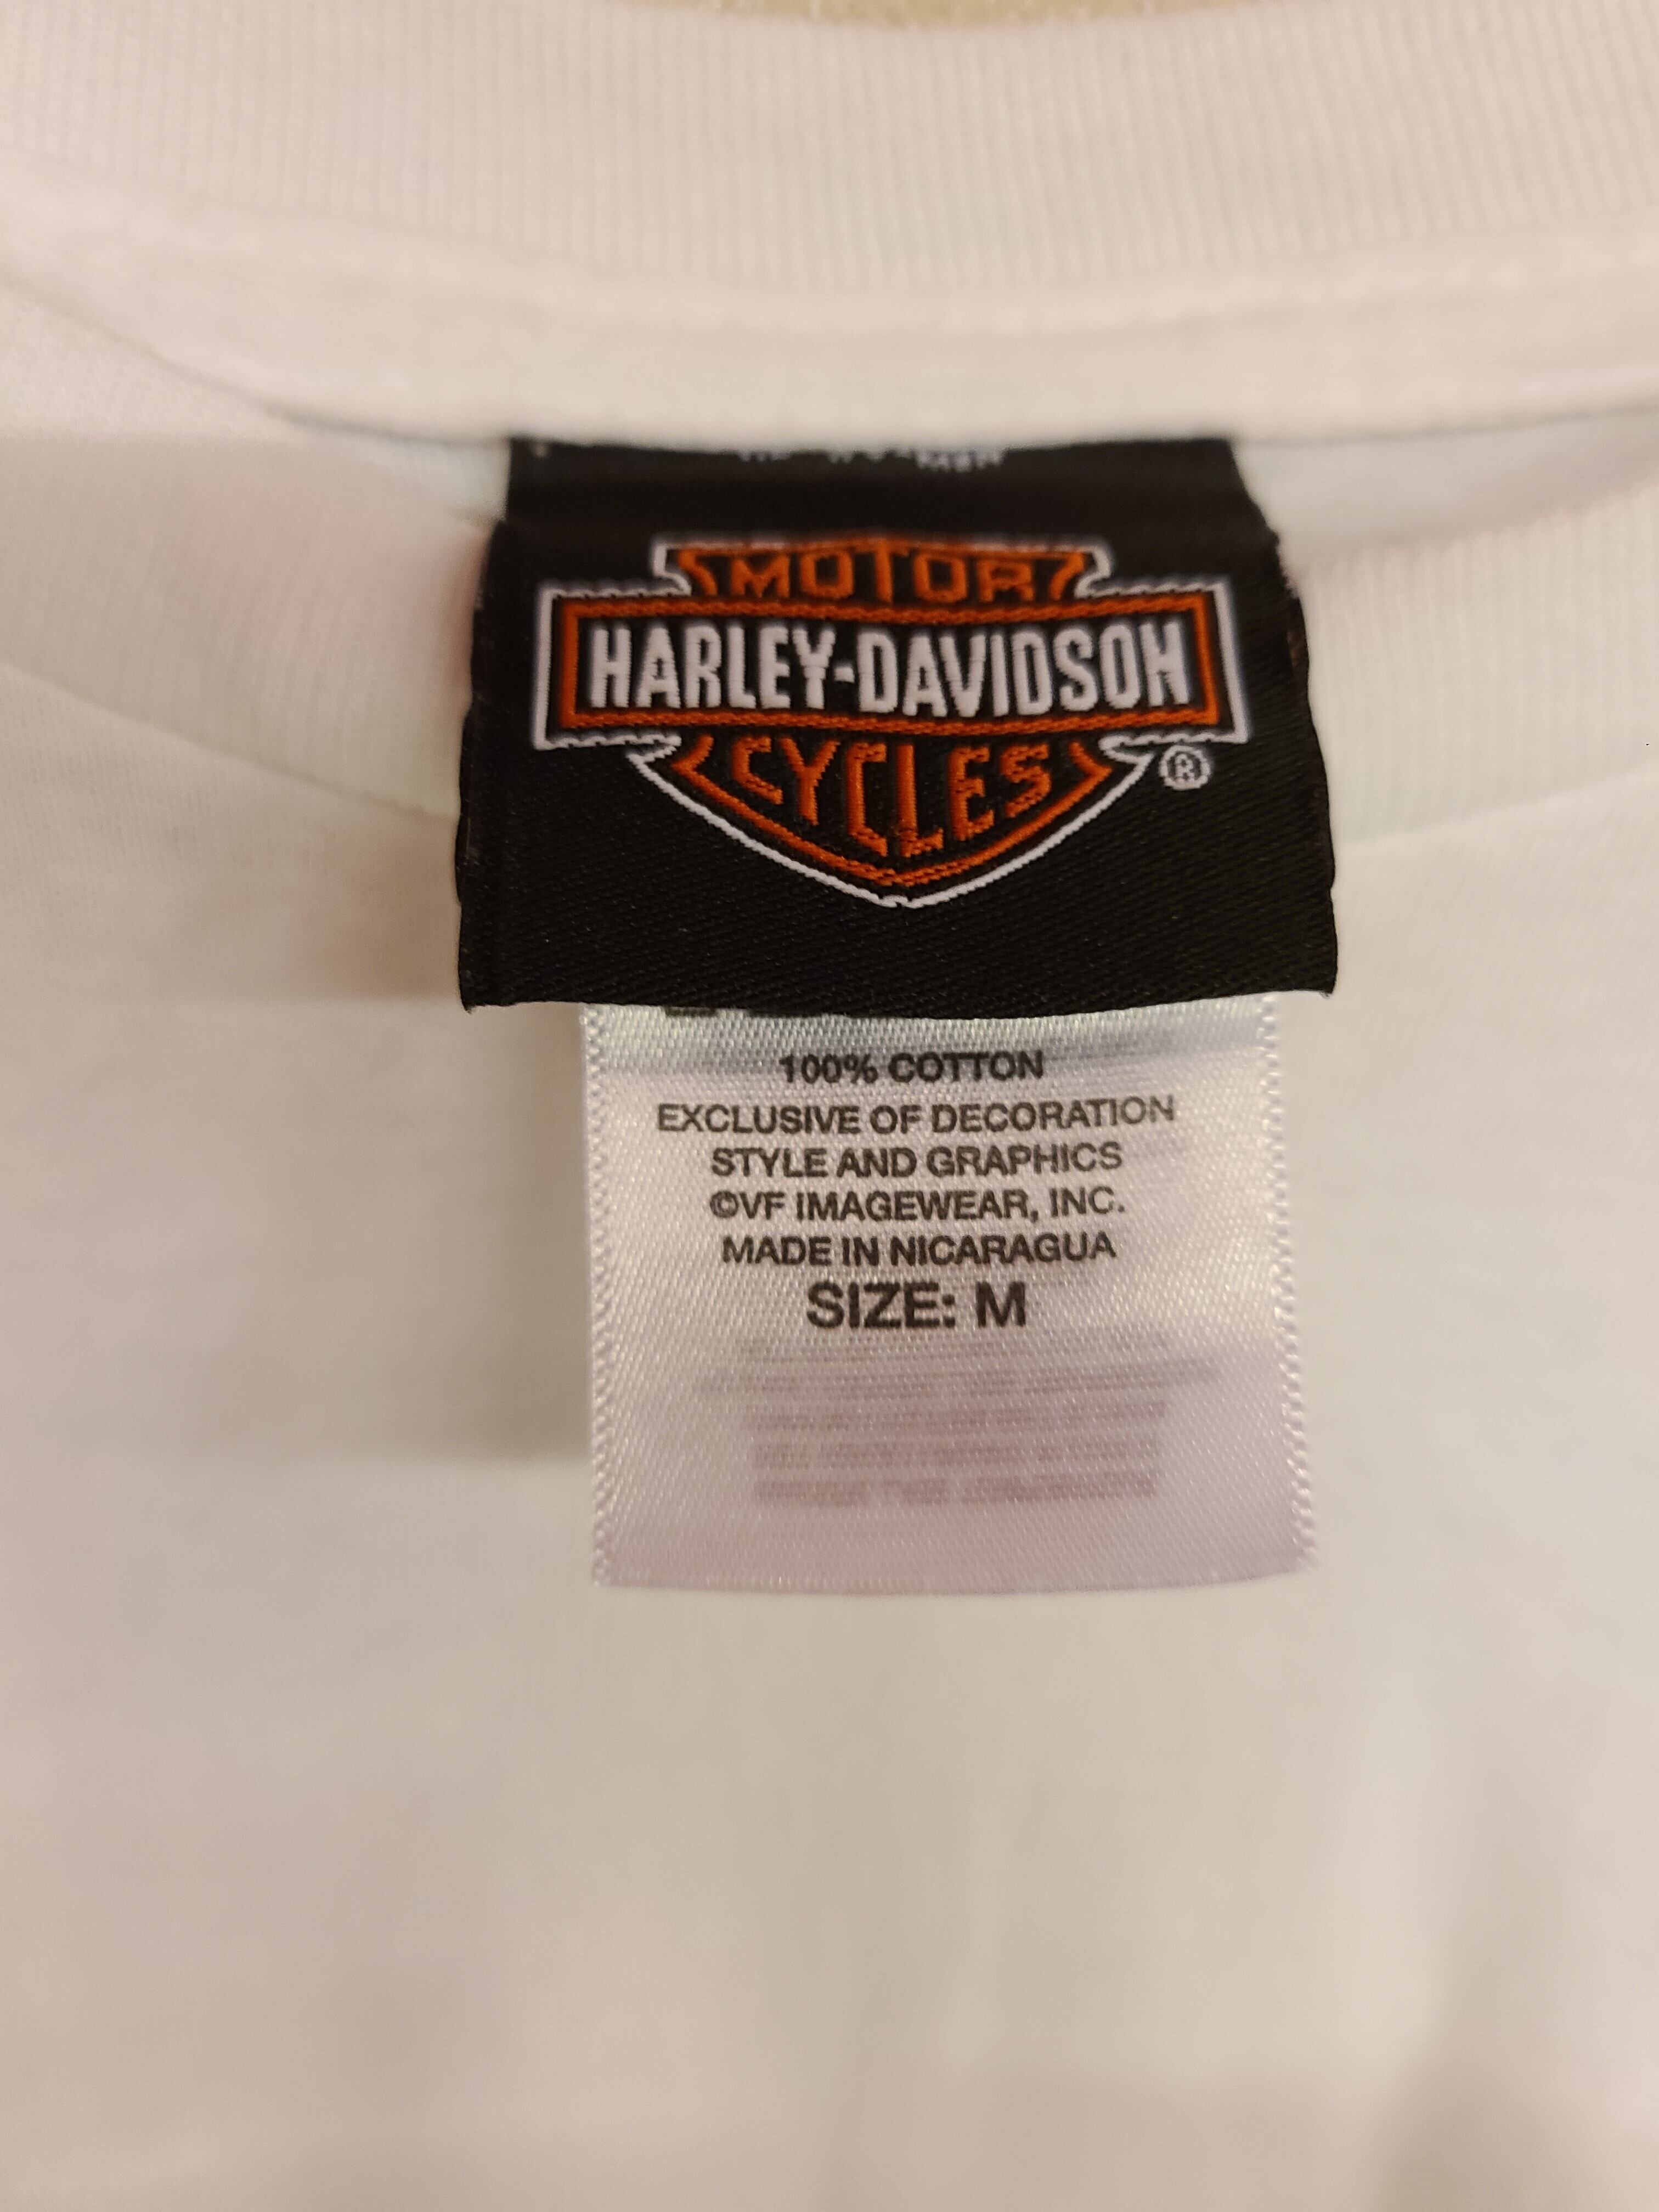 MOTOR
HARLEY-DAVIDSON
CYCLES
®
100% COTTON
EXCLUSIVE OF DECORATION
STYLE AND GRAPHICS
©VF IMAGEWEAR, INC.
MADE IN NICARAGUA
SIZE: M